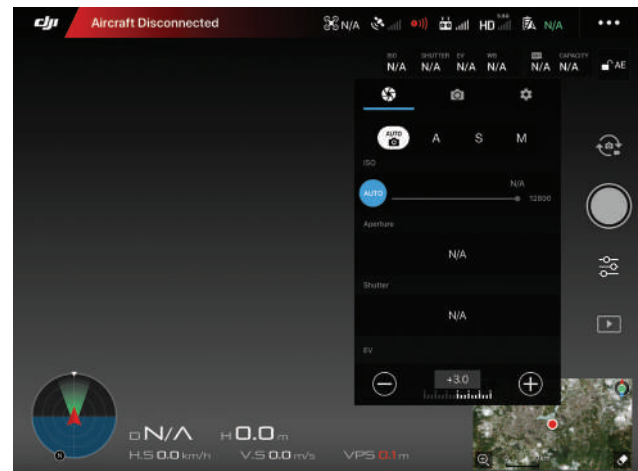 dji Aircraft Disconnected N/A HD N/A
ISO SHUTTER EV WB CAPACITY
N/A N/A N/A N/A N/A N/A AE
AUTO A S M
ISO
N/A
AUTO 12800
Aperture
N/A
Shutter
N/A
EV
+3.0
D N/A H 0.0 m
H.S 0.0 km/h V.S 0.0 m/s VPS 0.1 m
N